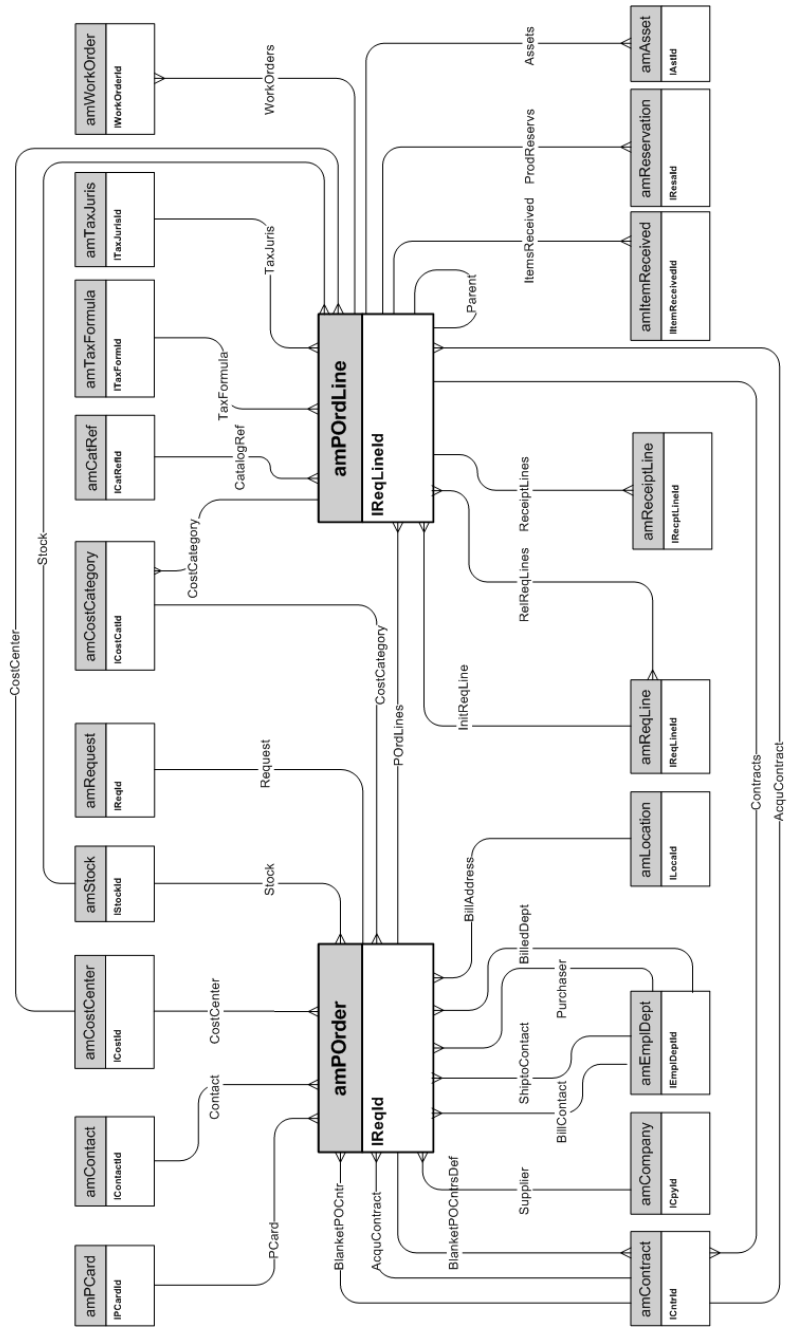 amPCard
lPCardId
amContact
lContactId
amCostCenter
lCostId
amStock
lStockId
amRequest
lReqId
amCostCategory
lCostCatId
amCatRef
lCatRefId
amTaxFormula
lTaxFormId
amTaxJuris
lTaxJurisId
amWorkOrder
lWorkOrderId
CostCenter
Stock
PCard
Contact
CostCenter
Stock
Request
CostCategory
CostCategory
CatalogRef
TaxFormula
TaxJuris
WorkOrders
amPOrder
lReqId
POrdLines
amPOrdLine
lReqLineId
Parent
BlanketPOCntr
AcquContract
BlanketPOCntrsDef
Supplier
BillContact
ShiptoContact
Purchaser
BilledDept
BillAddress
InitReqLine
RelReqLines
ReceiptLines
ItemsReceived
ProdReservs
Assets
amContract
lCntrId
amCompany
lCpyId
amEmplDept
lEmplDeptId
amLocation
lLocaId
amReqLine
lReqLineId
amReceiptLine
lRecptLineId
amItemReceived
lItemReceivedId
amReservation
lResaId
amAsset
lAstId
Contracts
AcquContract